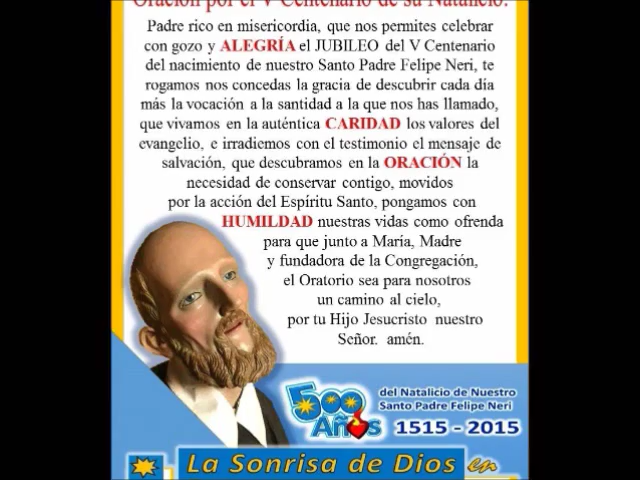 Oración por el V Centenario de su Natalicio.
Padre rico en misericordia, que nos permites celebrar
con gozo y ALEGRÍA el JUBILEO del V Centenario
del nacimiento de nuestro Santo Padre Felipe Neri, te
rogamos nos concedas la gracia de descubrir cada día
más la vocación a la santidad a la que nos has llamado,
que vivamos en la auténtica CARIDAD los valores del
evangelio, e irradiemos con el testimonio el mensaje de
salvación, que descubramos en la ORACIÓN la
necesidad de conservar contigo, movidos
por la acción del Espíritu Santo, pongamos con
HUMILDAD nuestras vidas como ofrenda
para que junto a María, Madre
y fundadora de la Congregación,
el Oratorio sea para nosotros
un camino al cielo,
por tu Hijo Jesucristo nuestro
Señor. amén.
500 Años
del Natalicio de Nuestro
Santo Padre Felipe Neri
1515 - 2015
La Sonrisa de Dios en